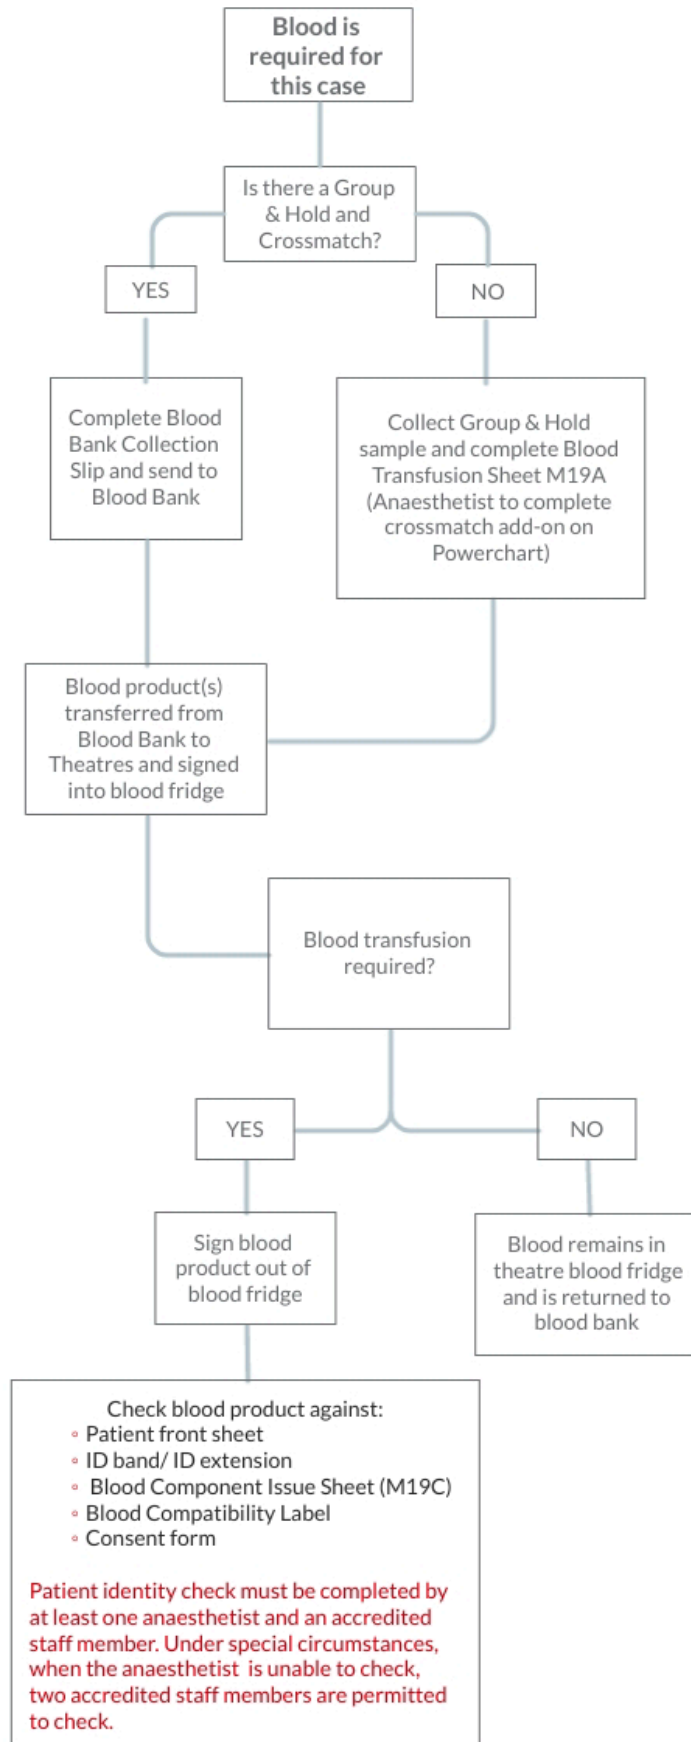 Blood is
required for
this case
Is there a Group
& Hold and
Crossmatch?
YES
NO
Complete Blood
Bank Collection
Slip and send to
Blood Bank
Collect Group & Hold
sample and complete Blood
Transfusion Sheet M19A
(Anaesthetist to complete
crossmatch add-on on
Powerchart)
Blood product(s)
transferred from
Blood Bank to
Theatres and signed
into blood fridge
Blood transfusion
required?
YES
NO
Sign blood
product out of
blood fridge
Blood remains in
theatre blood fridge
and is returned to
blood bank
Check blood product against:
◦ Patient front sheet
◦ ID band/ ID extension
◦ Blood Component Issue Sheet (M19C)
◦ Blood Compatibility Label
◦ Consent form
Patient identity check must be completed by
at least one anaesthetist and an accredited
staff member. Under special circumstances,
when the anaesthetist is unable to check,
two accredited staff members are permitted
to check.